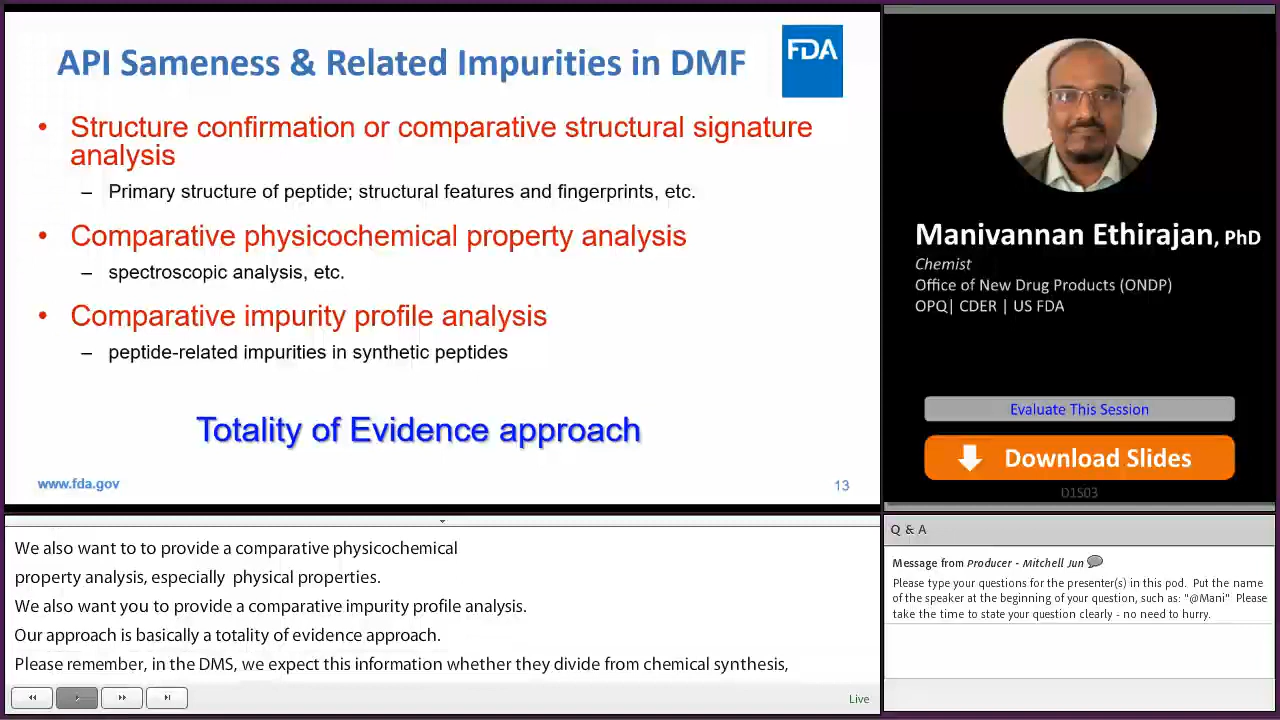 API Sameness & Related Impurities in DMF
FDA
• Structure confirmation or comparative structural signature
analysis
– Primary structure of peptide; structural features and fingerprints, etc.
• Comparative physicochemical property analysis
– spectroscopic analysis, etc.
• Comparative impurity profile analysis
– peptide-related impurities in synthetic peptides
Totality of Evidence approach
www.fda.gov
13
Manivannan Ethirajan, PhD
Chemist
Office of New Drug Products (ONDP)
OPQ| CDER | US FDA
Evaluate This Session
Download Slides
D1S03
We also want to to provide a comparative physicochemical
property analysis, especially  physical properties.
We also want you to provide a comparative impurity profile analysis.
Our approach is basically a totality of evidence approach.
Please remember, in the DMS, we expect this information whether they divide from chemical synthesis,
Live
Q & A
Message from Producer - Mitchell Jun
Please type your questions for the presenter(s) in this pod.  Put the name
of the speaker at the beginning of your question, such as: "@Mani"  Please
take the time to state your question clearly - no need to hurry.